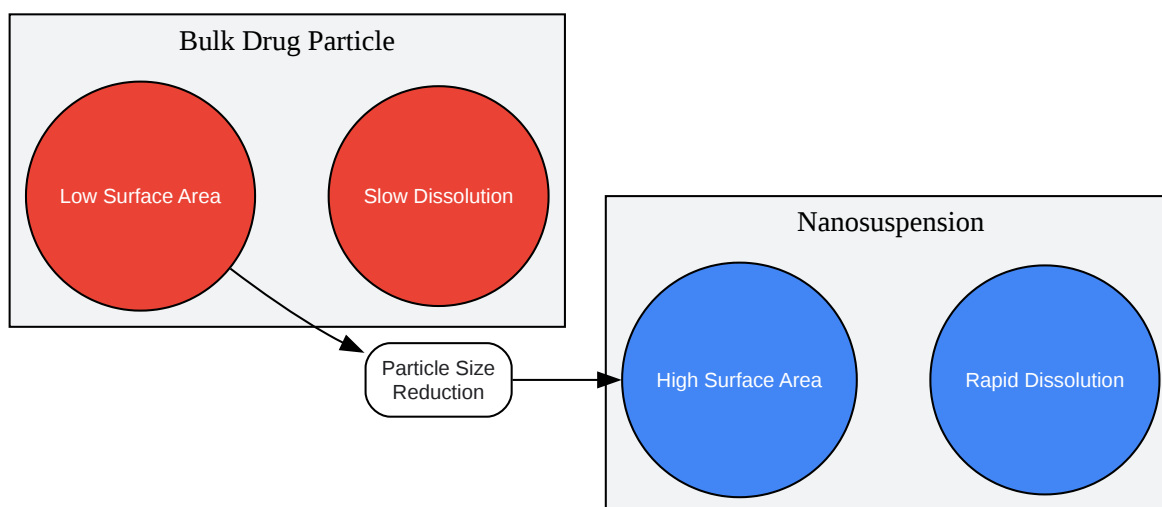 Bulk Drug Particle
Low Surface Area
Slow Dissolution
Particle Size
Reduction
Nanosuspension
High Surface Area
Rapid Dissolution